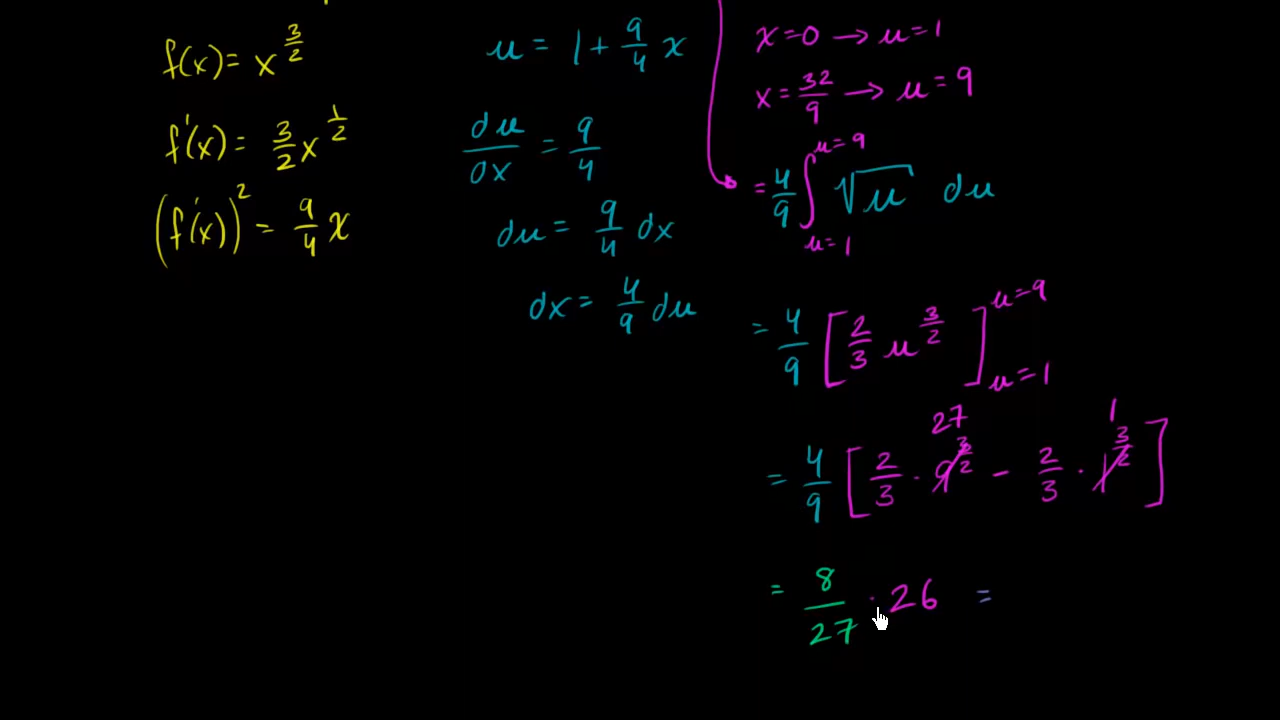 f(x) = x^{3/2}
f'(x) = 3/2 x^{1/2}
(f'(x))^2 = 9/4 x
u = 1 + 9/4 x
du/dx = 9/4
du = 9/4 dx
dx = 4/9 du
x=0 → u=1
x = 32/9 → u = 9
= 4/9 ∫_{u=1}^{u=9} √u du
= 4/9 [2/3 u^{3/2}]_{u=1}^{u=9}
27 1
= 4/9 [2/3 · 9^{3/2} - 2/3 · 1^{3/2}]
= 8/27 · 26 =